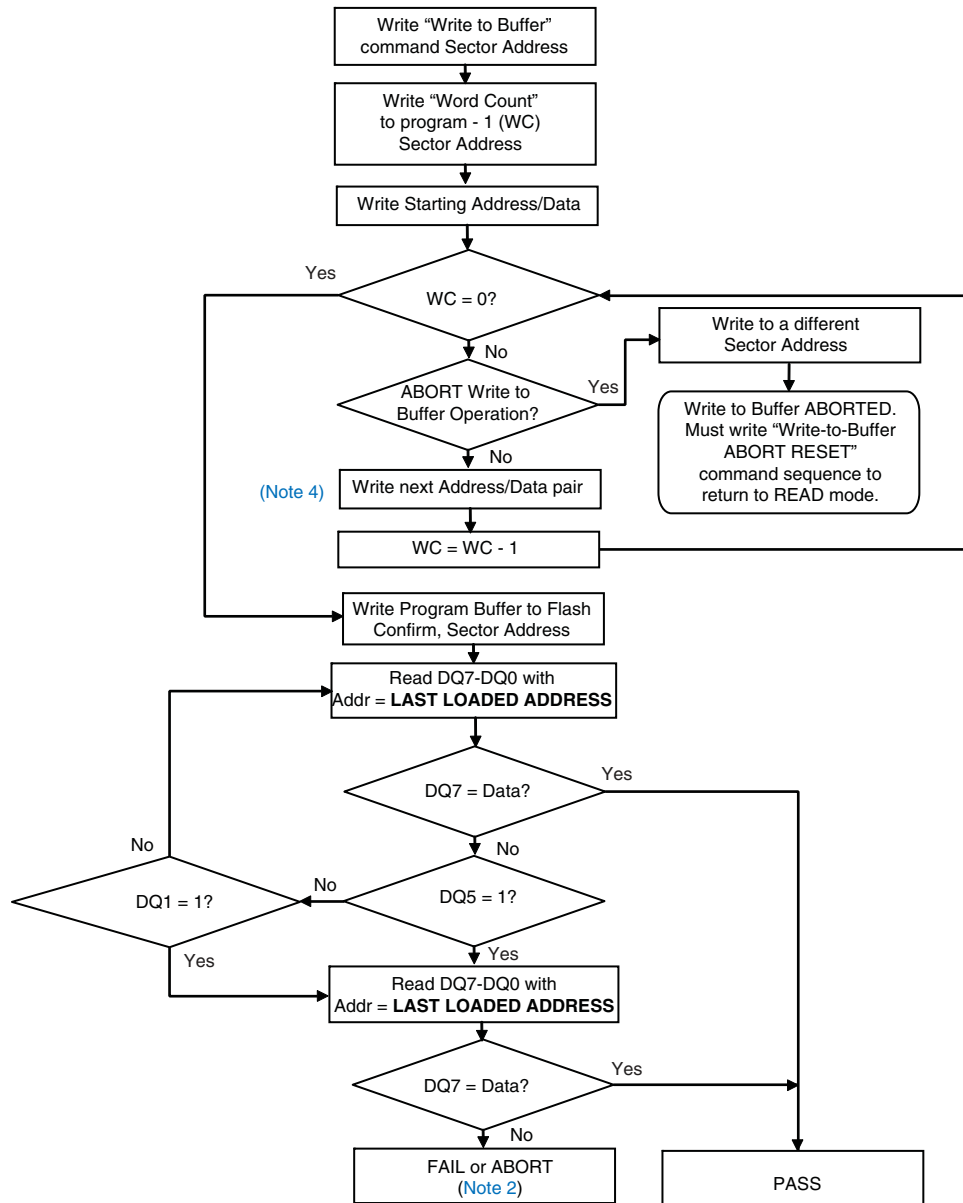 Write “Write to Buffer”
command Sector Address
Write “Word Count”
to program - 1 (WC)
Sector Address
Write Starting Address/Data
Yes
WC = 0?
No
Write to a different
Sector Address
ABORT Write to
Buffer Operation?
Yes
Write to Buffer ABORTED.
Must write “Write-to-Buffer
ABORT RESET”
command sequence to
return to READ mode.
No
(Note 4)
Write next Address/Data pair
WC = WC - 1
Write Program Buffer to Flash
Confirm, Sector Address
Read DQ7-DQ0 with
Addr = LAST LOADED ADDRESS
DQ7 = Data?
Yes
No
No
DQ1 = 1?
No
DQ5 = 1?
Yes
Yes
Read DQ7-DQ0 with
Addr = LAST LOADED ADDRESS
DQ7 = Data?
Yes
No
FAIL or ABORT
(Note 2)
PASS